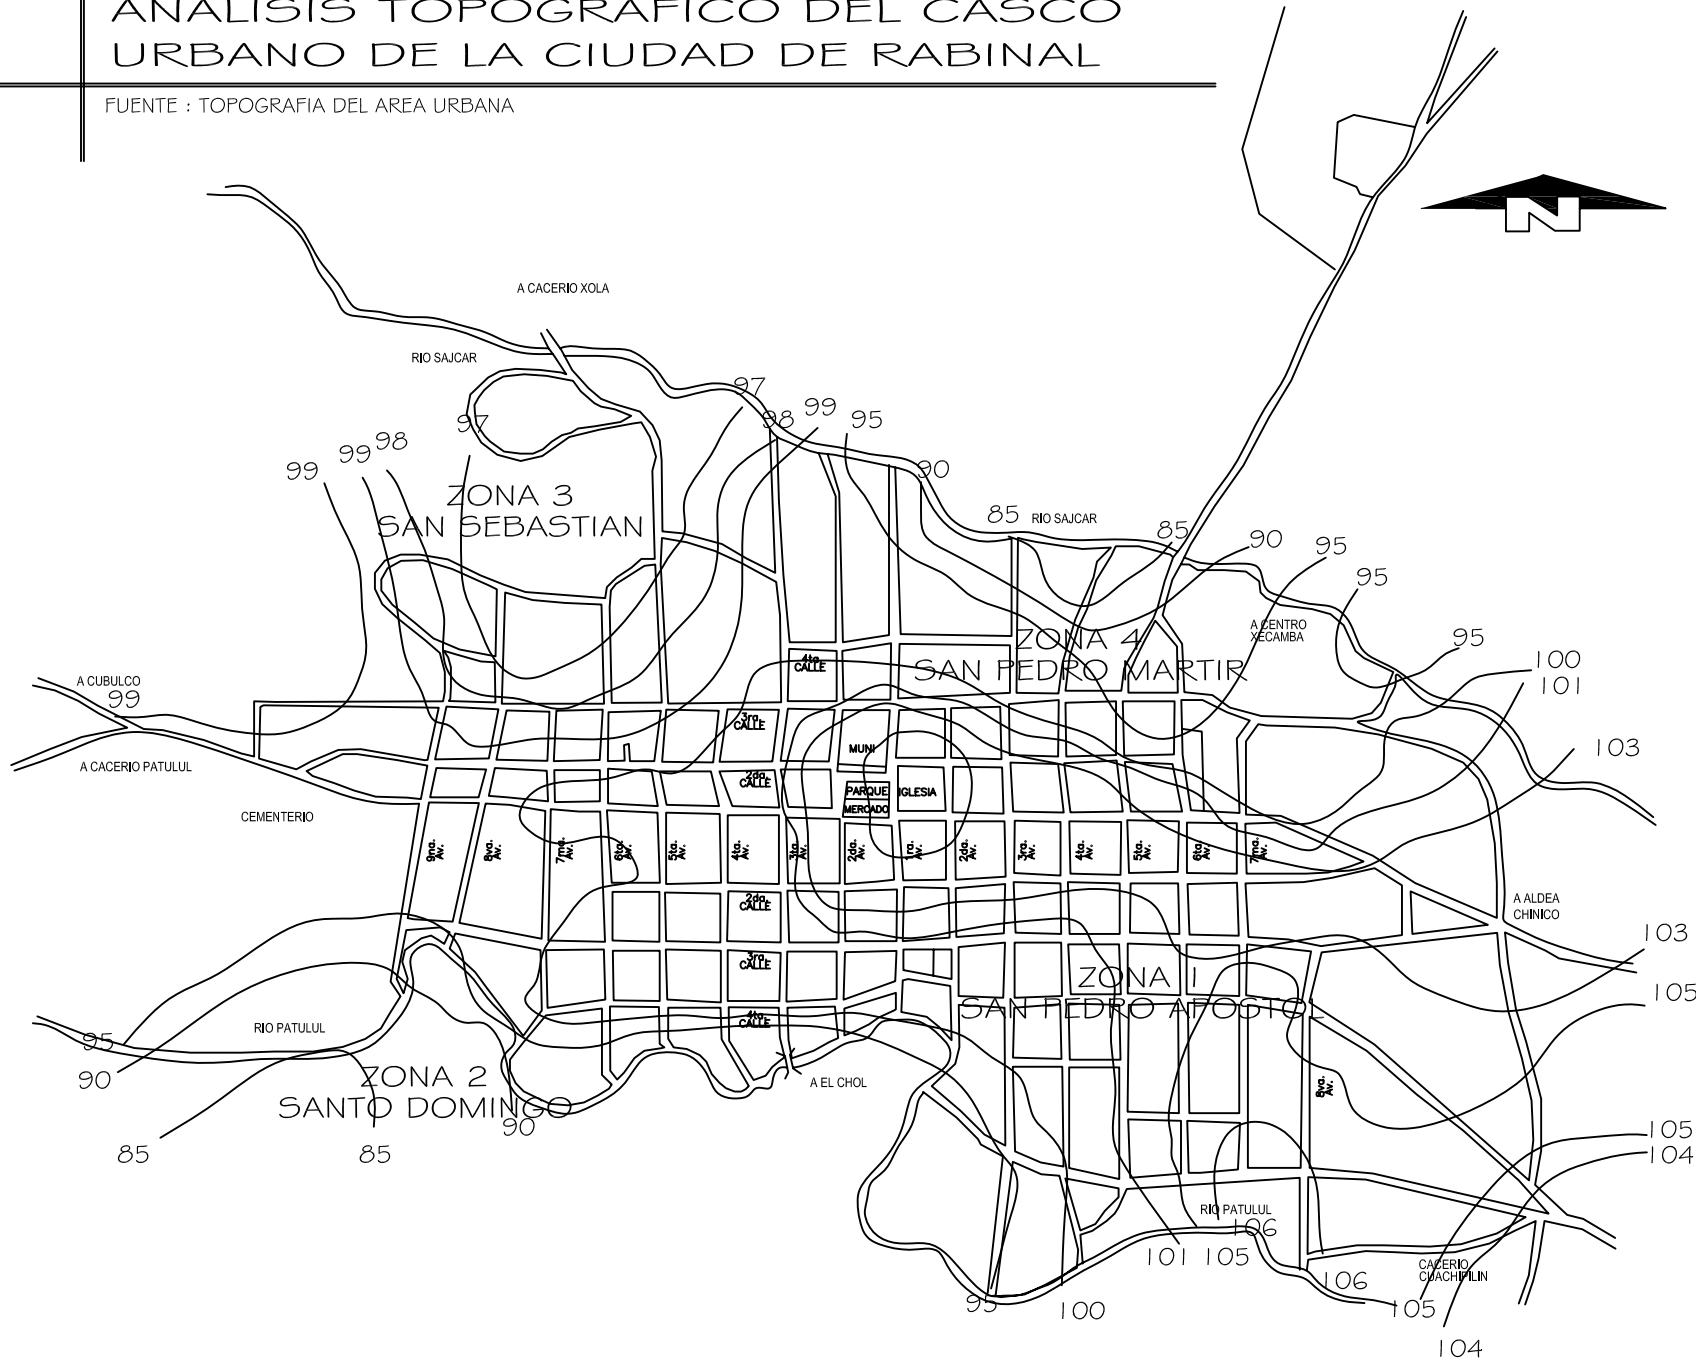 ANALISIS TOPOGRAFICO DEL CASCO
URBANO DE LA CIUDAD DE RABINAL
FUENTE : TOPOGRAFIA DEL AREA URBANA
N
A CACERIO XOLA
RIO SAJCAR
97
97
98
99
95
99
99
98
90
ZONA 3
SAN SEBASTIAN
85
RIO SAJCAR
85
90
95
95
A CENTRO
XECAMBA
95
ZONA 4
SAN PEDRO MARTIR
100
101
A CUBULCO
99
4ta.
CALLE
3ra
CALLE
MUNI
103
A CACERIO PATULUL
2da.
CALLE
PARQUE
IGLESIA
MERCADO
CEMENTERIO
9na.
Av.
8va.
Av.
7ma.
Av.
6ta.
Av.
5ta.
Av.
4ta.
Av.
3ta.
Av.
2da.
Av.
1ra.
Av.
2da.
Av.
3ra.
Av.
4ta.
Av.
5ta.
Av.
6ta.
Av.
7ma.
Av.
2da.
CALLE
A ALDEA
CHINICO
103
3ra
CALLE
ZONA 1
SAN PEDRO APOSTOL
105
4ta.
CALLE
RIO PATULUL
95
90
ZONA 2
SANTO DOMINGO
A EL CHOL
8va.
Av.
90
85
85
105
104
RIO PATULUL
106
101
105
CACERIO
CUACHIPILIN
106
95
100
105
104